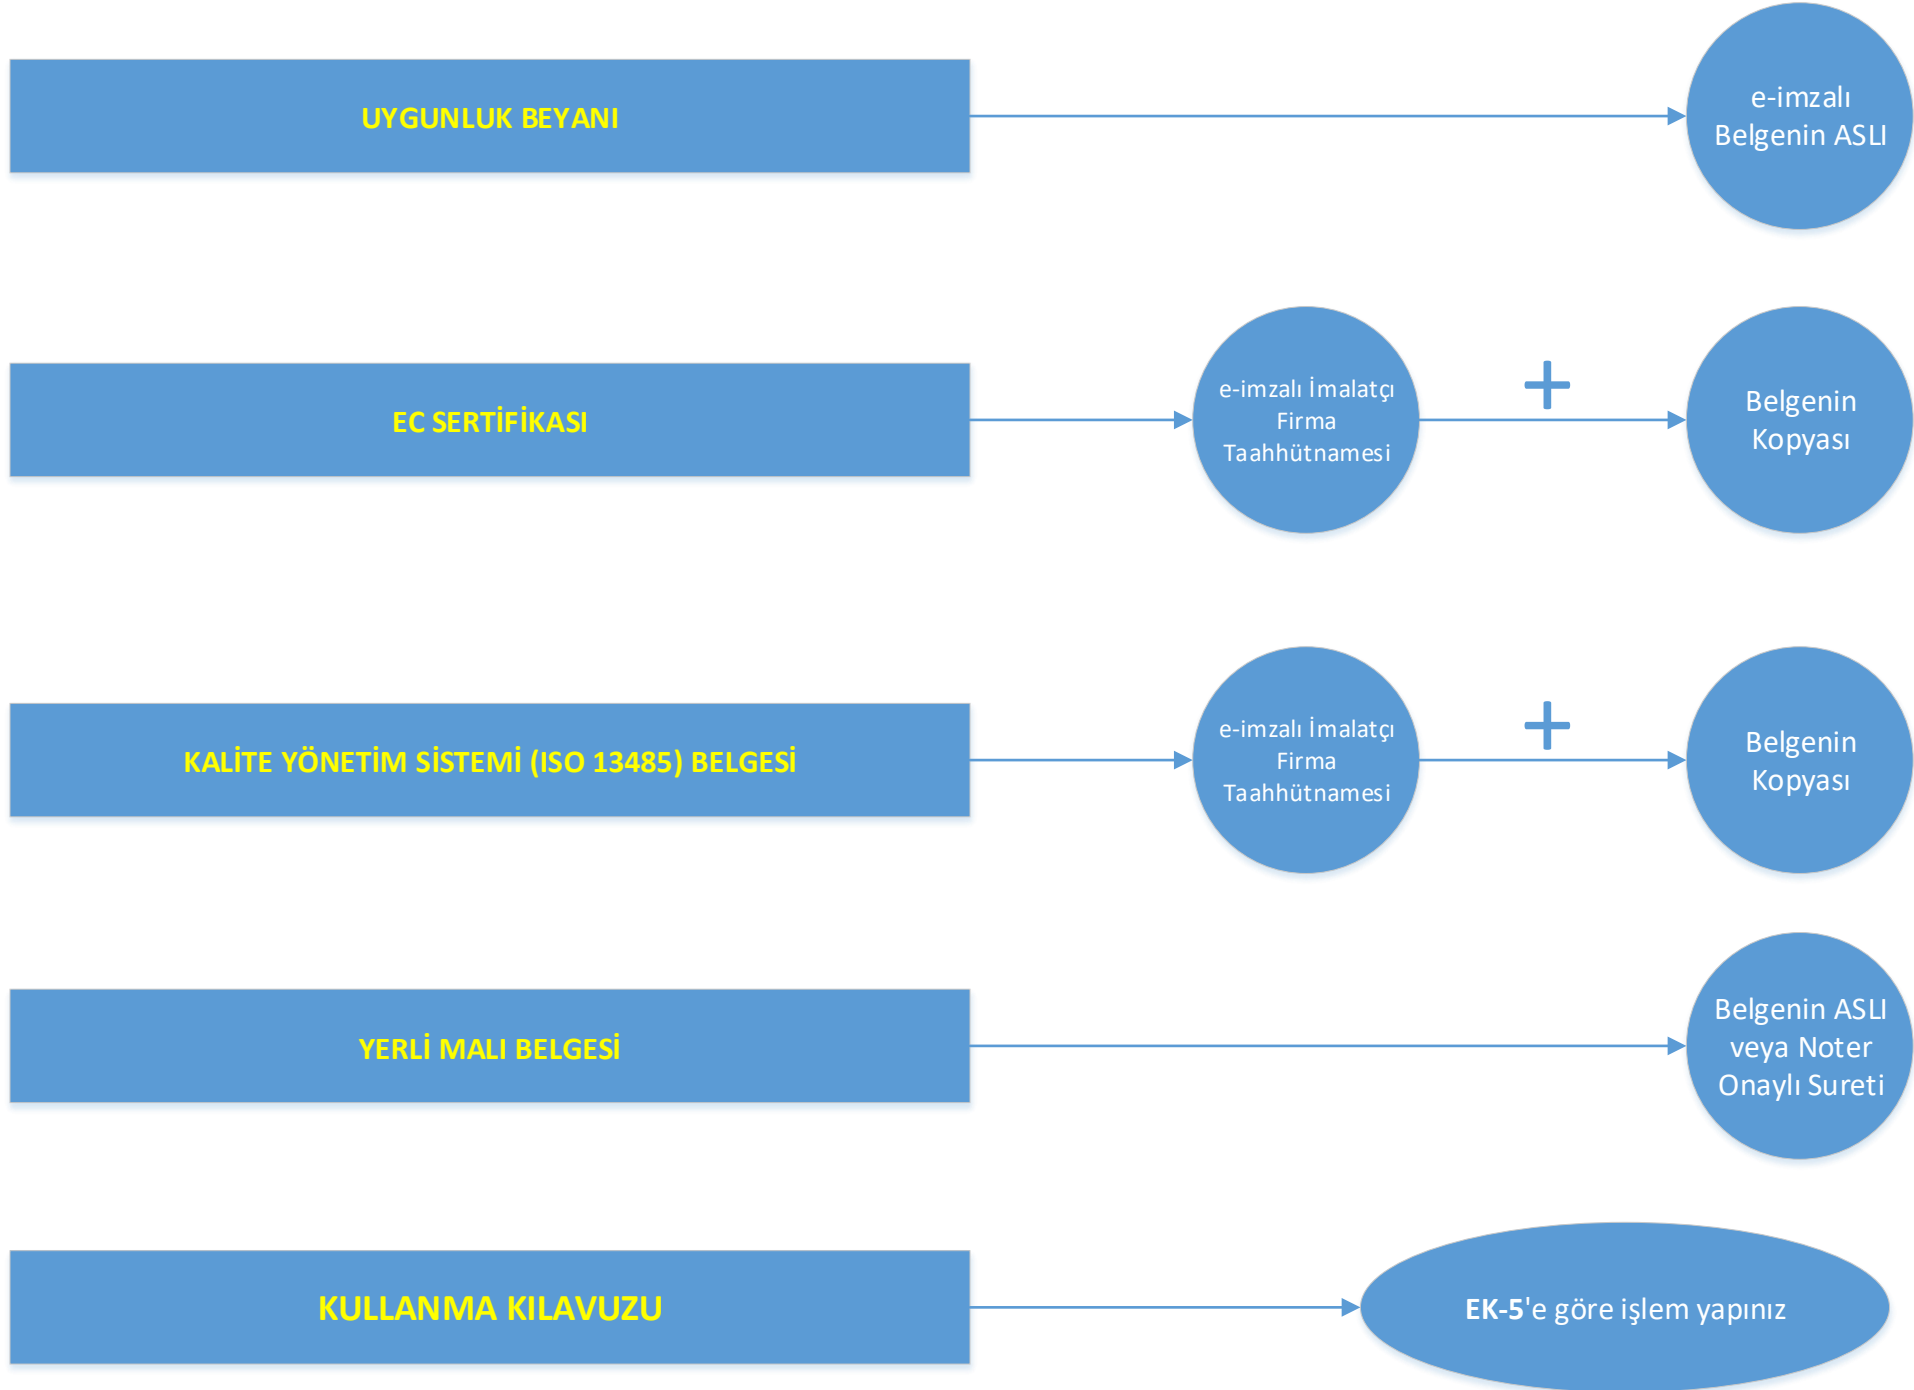 UYGUNLUK BEYANI
e-imzalı
Belgenin ASLI
EC SERTİFİKASI
e-imzalı İmalatçı
Firma
Taahhütnamesi
+
Belgenin
Kopyası
KALİTE YÖNETİM SİSTEMİ (ISO 13485) BELGESİ
e-imzalı İmalatçı
Firma
Taahhütnamesi
+
Belgenin
Kopyası
YERLİ MALI BELGESİ
Belgenin ASLI
veya Noter
Onaylı Sureti
KULLANMA KILAVUZU
EK-5'e göre işlem yapınız